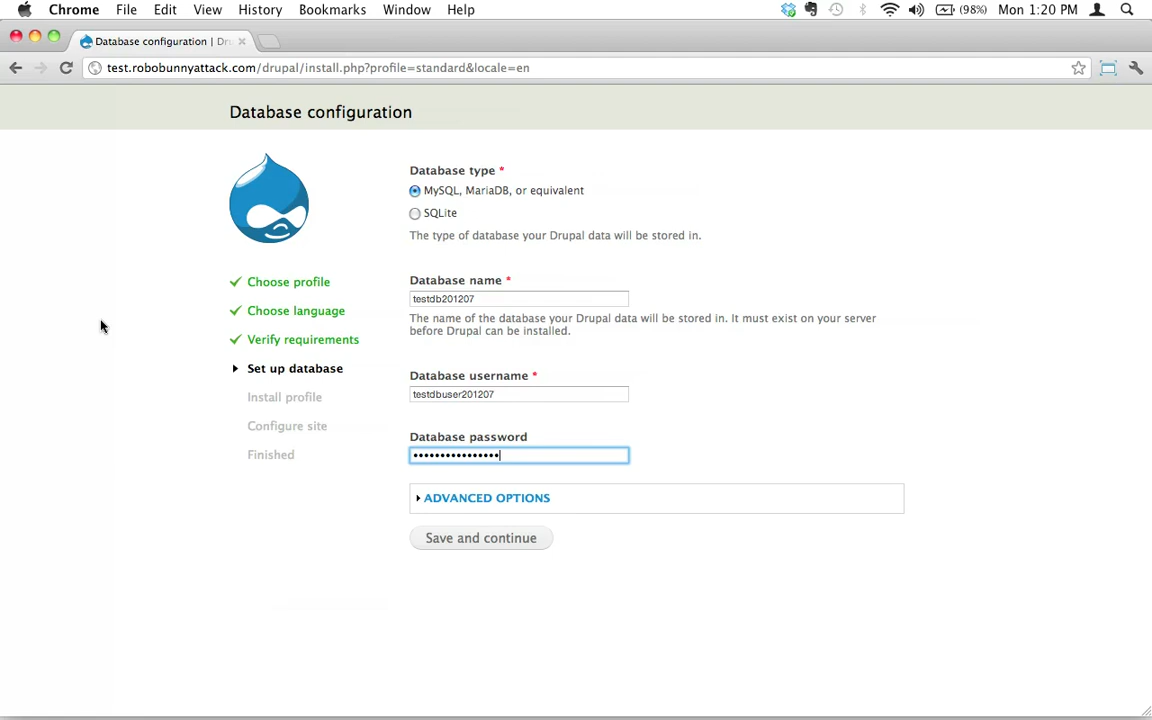 Chrome File Edit View History Bookmarks Window Help (98%) Mon 1:20 PM
Database configuration | Dru
test.robobunnyattack.com/drupal/install.php?profile=standard&locale=en
Database configuration
Database type *
MySQL, MariaDB, or equivalent
SQLite
The type of database your Drupal data will be stored in.
Choose profile
Choose language
Verify requirements
Set up database
Install profile
Configure site
Finished
Database name *
testdb201207
The name of the database your Drupal data will be stored in. It must exist on your server
before Drupal can be installed.
Database username *
testdbuser201207
Database password
••••••••••••••••
ADVANCED OPTIONS
Save and continue